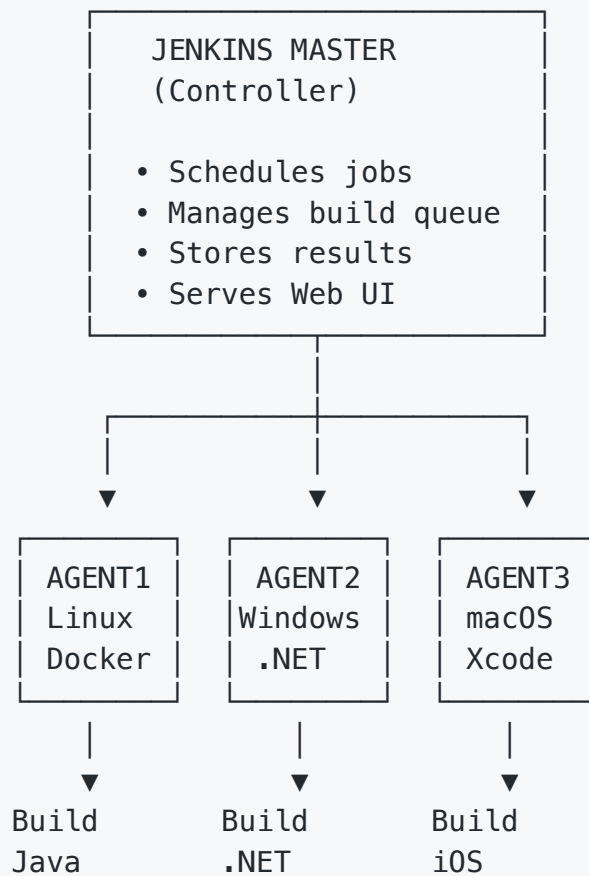 JENKINS MASTER
(Controller)
• Schedules jobs
• Manages build queue
• Stores results
• Serves Web UI
AGENT1 AGENT2 AGENT3
Linux Windows macOS
Docker .NET Xcode
Build Build Build
Java .NET iOS